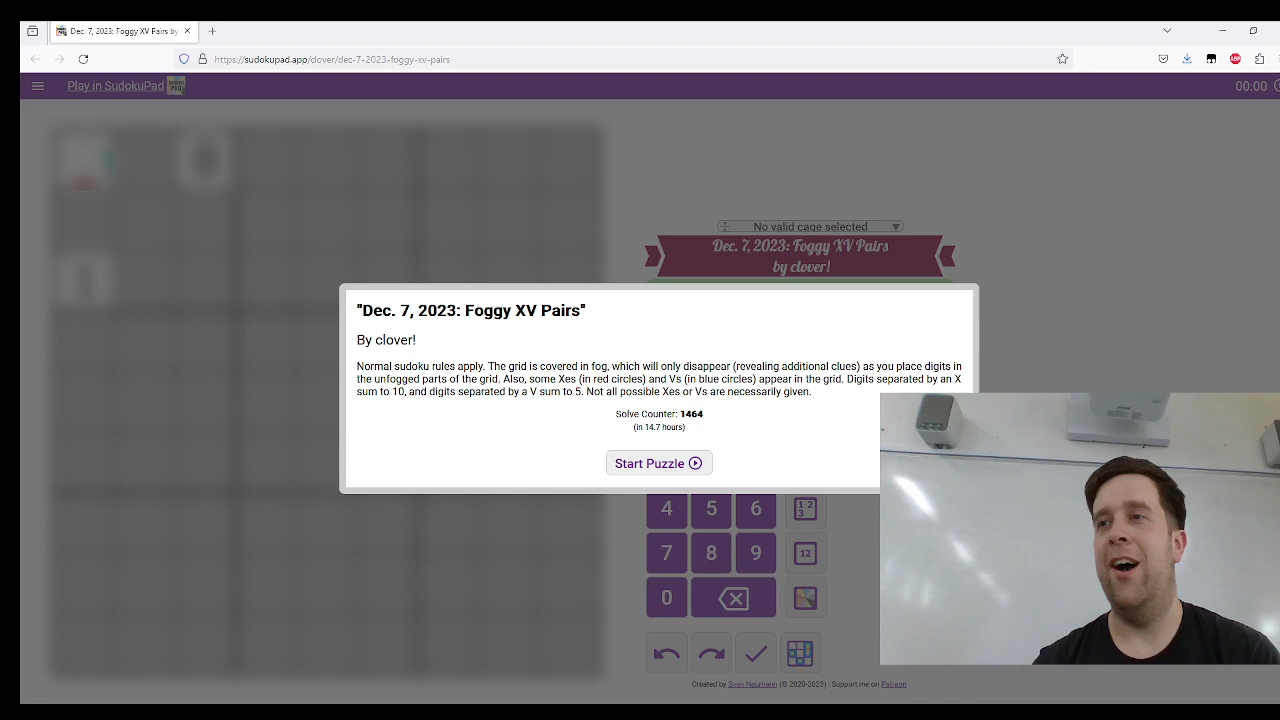 Dec. 7, 2023: Foggy XV Pairs by
https://sudokupad.app/dover/dec-7-2023-foggy-xv-pairs
Play in SudokuPad
00:00
No valid cage selected
Dec. 7, 2023: Foggy XV Pairs
by clover!
"Dec. 7, 2023: Foggy XV Pairs"
By clover!
Normal sudoku rules apply. The grid is covered in fog, which will only disappear (revealing additional clues) as you place digits in
the unfogged parts of the grid. Also, some Xes (in red circles) and Vs (in blue circles) appear in the grid. Digits separated by an X
sum to 10, and digits separated by a V sum to 5. Not all possible Xes or Vs are necessarily given.
Solve Counter: 1464
(in 14.7 hours)
Start Puzzle
4 5 6 1 2 3
7 8 9 12
0
Created by Sven Neumann (© 2020-2023) | Support me on Patreon